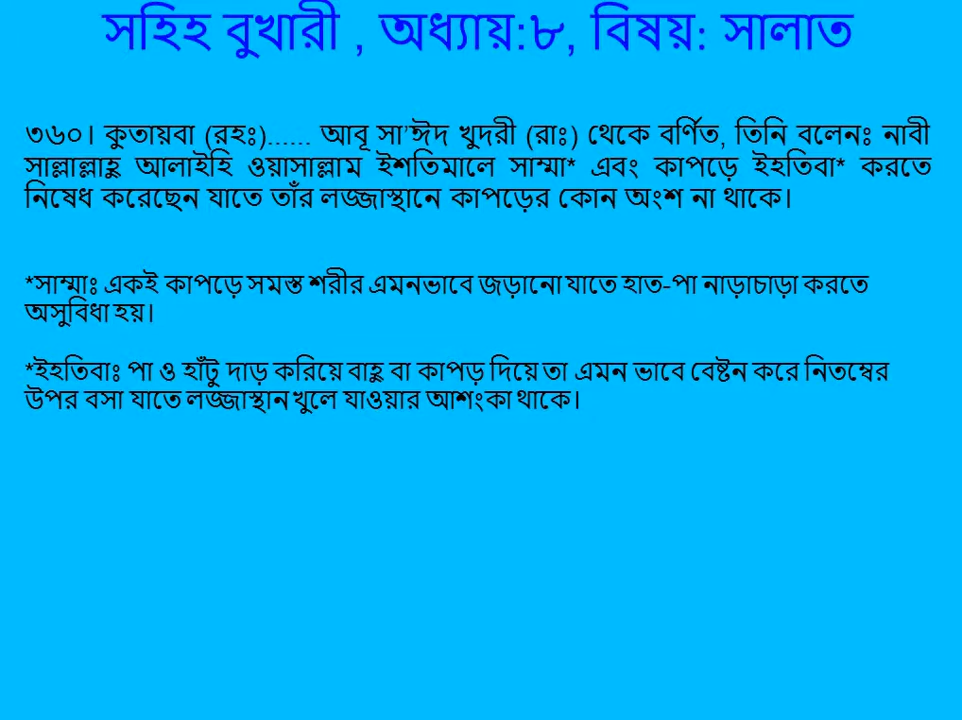 সহিহ বুখারী , অধ্যায়:৮, বিষয়: সালাত
৩৬০। কুতায়বা (রহঃ)...... আবূ সা’ঈদ খুদরী (রাঃ) থেকে বর্ণিত, তিনি বলেনঃ নাবী
সাল্লাল্লাহু আলাইহি ওয়াসাল্লাম ইশতিমালে সাম্মা* এবং কাপড়ে ইহতিবা* করতে
নিষেধ করেছেন যাতে তাঁর লজ্জাস্থানে কাপড়ের কোন অংশ না থাকে।
*সাম্মাঃ একই কাপড়ে সমস্ত শরীর এমনভাবে জড়ানো যাতে হাত-পা নাড়াচাড়া করতে
অসুবিধা হয়।
*ইহতিবাঃ পা ও হাঁটু দাড় করিয়ে বাহু বা কাপড় দিয়ে তা এমন ভাবে বেষ্টন করে নিতম্বের
উপর বসা যাতে লজ্জাস্থান খুলে যাওয়ার আশংকা থাকে।